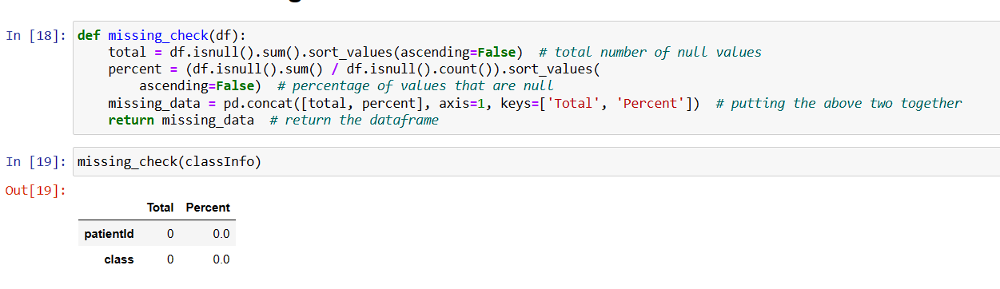 In [18]: def missing_check(df):
    total = df.isnull().sum().sort_values(ascending=False)  # total number of null values
    percent = (df.isnull().sum() / df.isnull().count()).sort_values(
        ascending=False)  # percentage of values that are null
    missing_data = pd.concat([total, percent], axis=1, keys=['Total', 'Percent'])  # putting the above two together
    return missing_data  # return the dataframe
In [19]: missing_check(classInfo)
Out[19]:
Total Percent
patientId 0 0.0
class 0 0.0